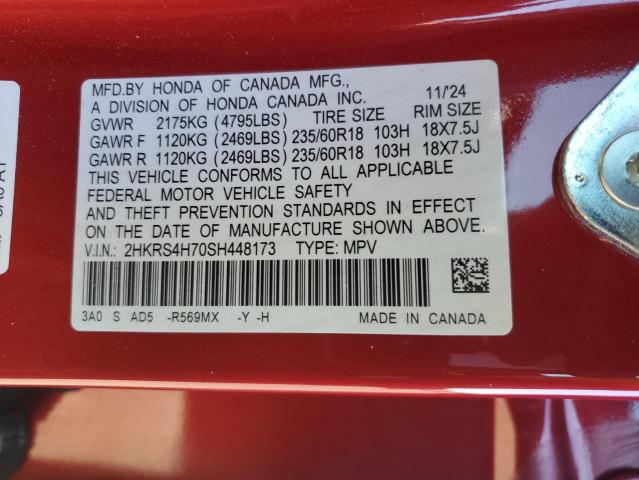 MFD.BY HONDA OF CANADA MFG.,
A DIVISION OF HONDA CANADA INC. 11/'24
GVWR 2175KG (4795LBS) TIRE SIZE RIM SIZE
GAWR F 1120KG (2469LBS) 235/60R18 103H 18X7.5J
GAWR R 1120KG (2469LBS) 235/60R18 103H 18X7.5J
THIS VEHICLE CONFORMS TO ALL APPLICABLE
FEDERAL MOTOR VEHICLE SAFETY
AND THEFT PREVENTION STANDARDS IN EFFECT
ON THE DATE OF MANUFACTURE SHOWN ABOVE.
V.I.N.: 2HKRS4H70SH448173 TYPE: MPV
3A0 S AD5 -R569MX -Y -H MADE IN CANADA